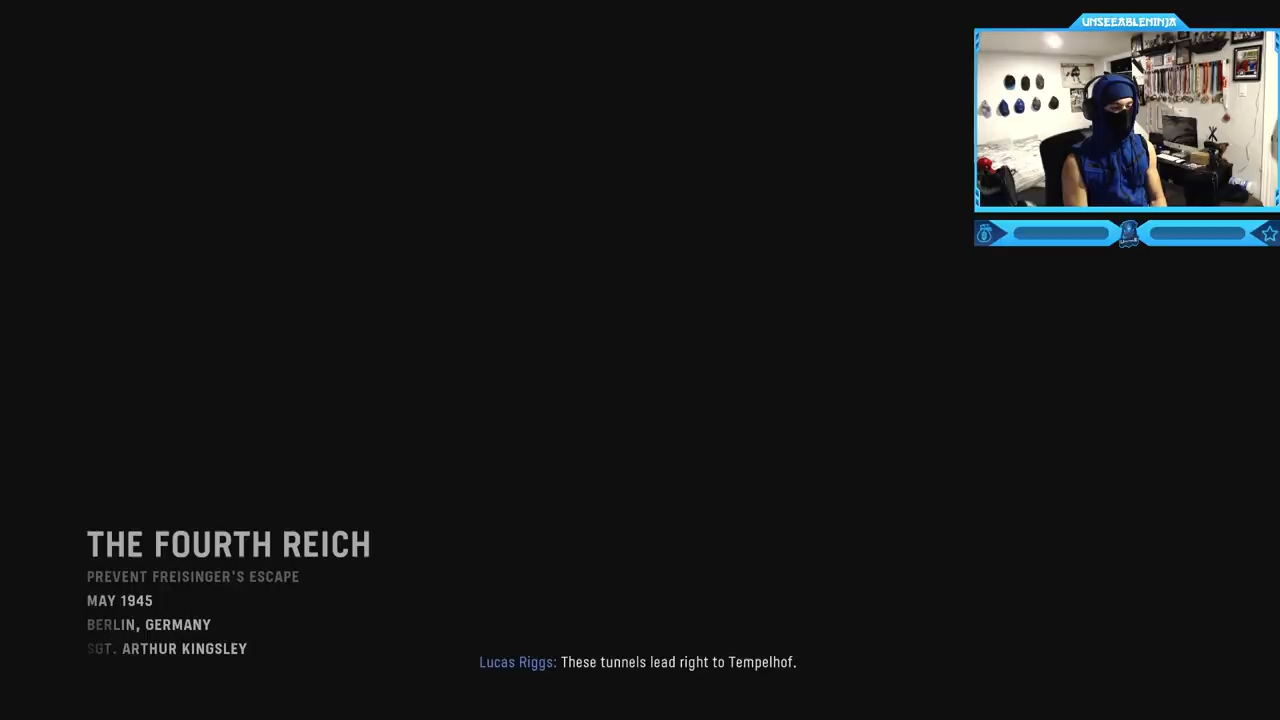 UNSEEABLENINJA
THE FOURTH REICH
PREVENT FREISINGER'S ESCAPE
MAY 1945
BERLIN, GERMANY
SGT. ARTHUR KINGSLEY
Lucas Riggs: These tunnels lead right to Tempelhof.